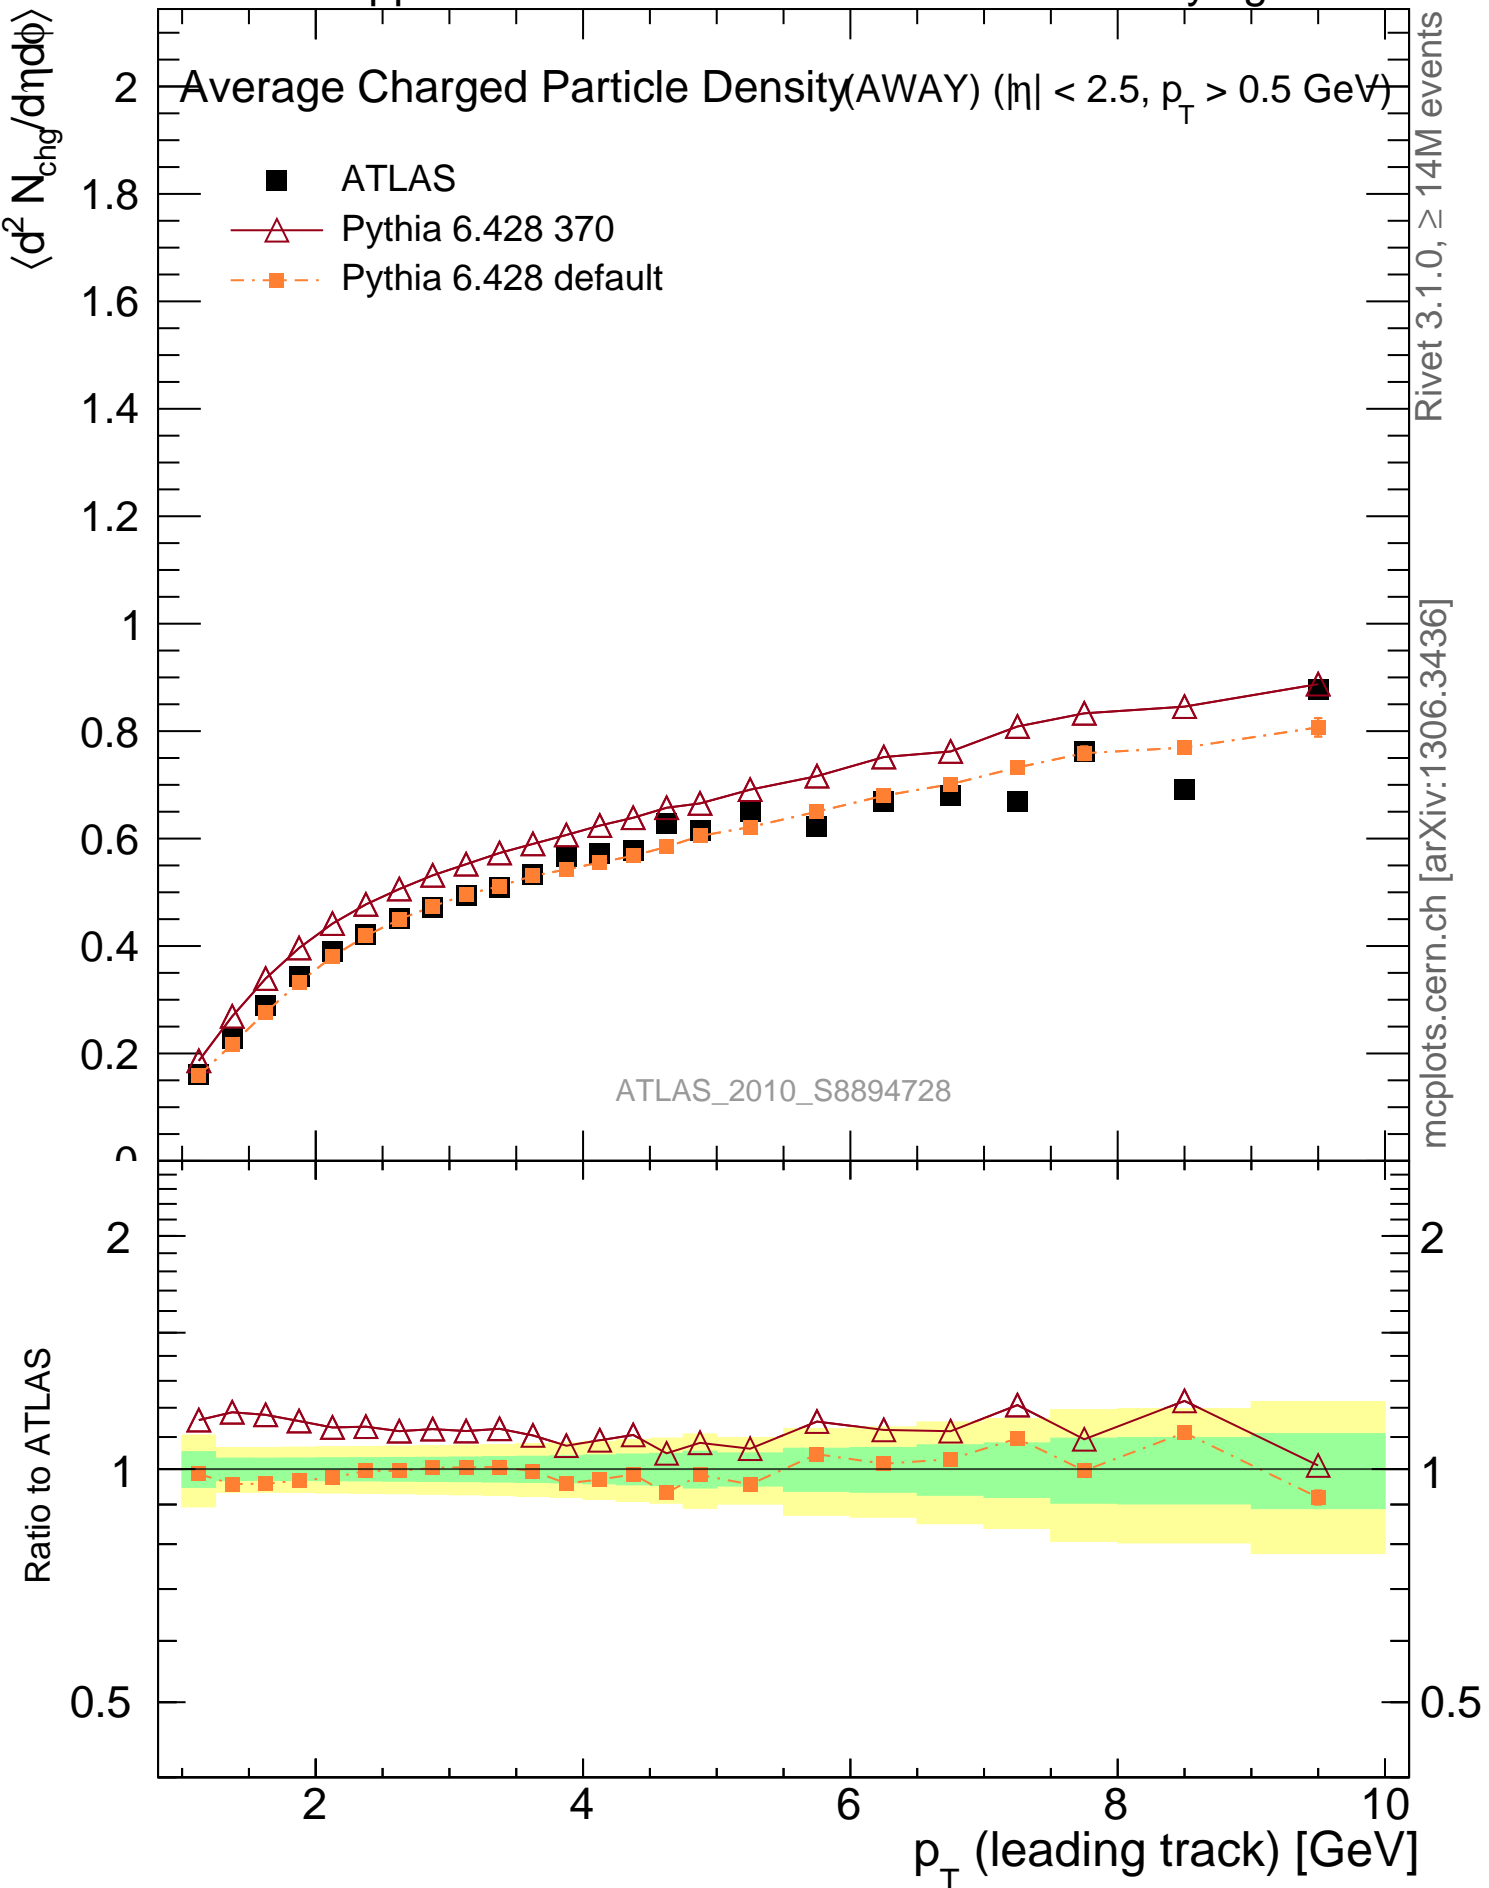 ⟨d² N_chg/dηdϕ⟩
Average Charged Particle Density (AWAY) (|η| < 2.5, p_T > 0.5 GeV)
ATLAS
Pythia 6.428 370
Pythia 6.428 default
2
1.8
1.6
1.4
1.2
1
0.8
0.6
0.4
0.2
0
ATLAS_2010_S8894728
Rivet 3.1.0, ≥ 14M events
mcplots.cern.ch [arXiv:1306.3436]
Ratio to ATLAS
2
1
0.5
2
1
0.5
2
4
6
8
10
p_T (leading track) [GeV]